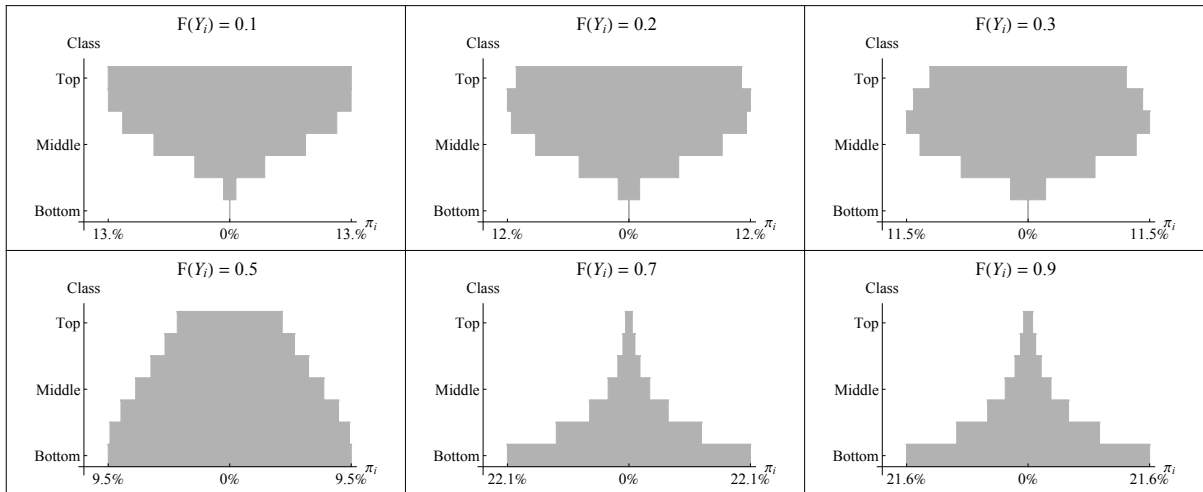 F(Y_i) = 0.1
Class
Top
Middle
Bottom
π_i
13.% 0% 13.%
F(Y_i) = 0.2
Class
Top
Middle
Bottom
π_i
12.% 0% 12.%
F(Y_i) = 0.3
Class
Top
Middle
Bottom
π_i
11.5% 0% 11.5%
F(Y_i) = 0.5
Class
Top
Middle
Bottom
π_i
9.5% 0% 9.5%
F(Y_i) = 0.7
Class
Top
Middle
Bottom
π_i
22.1% 0% 22.1%
F(Y_i) = 0.9
Class
Top
Middle
Bottom
π_i
21.6% 0% 21.6%